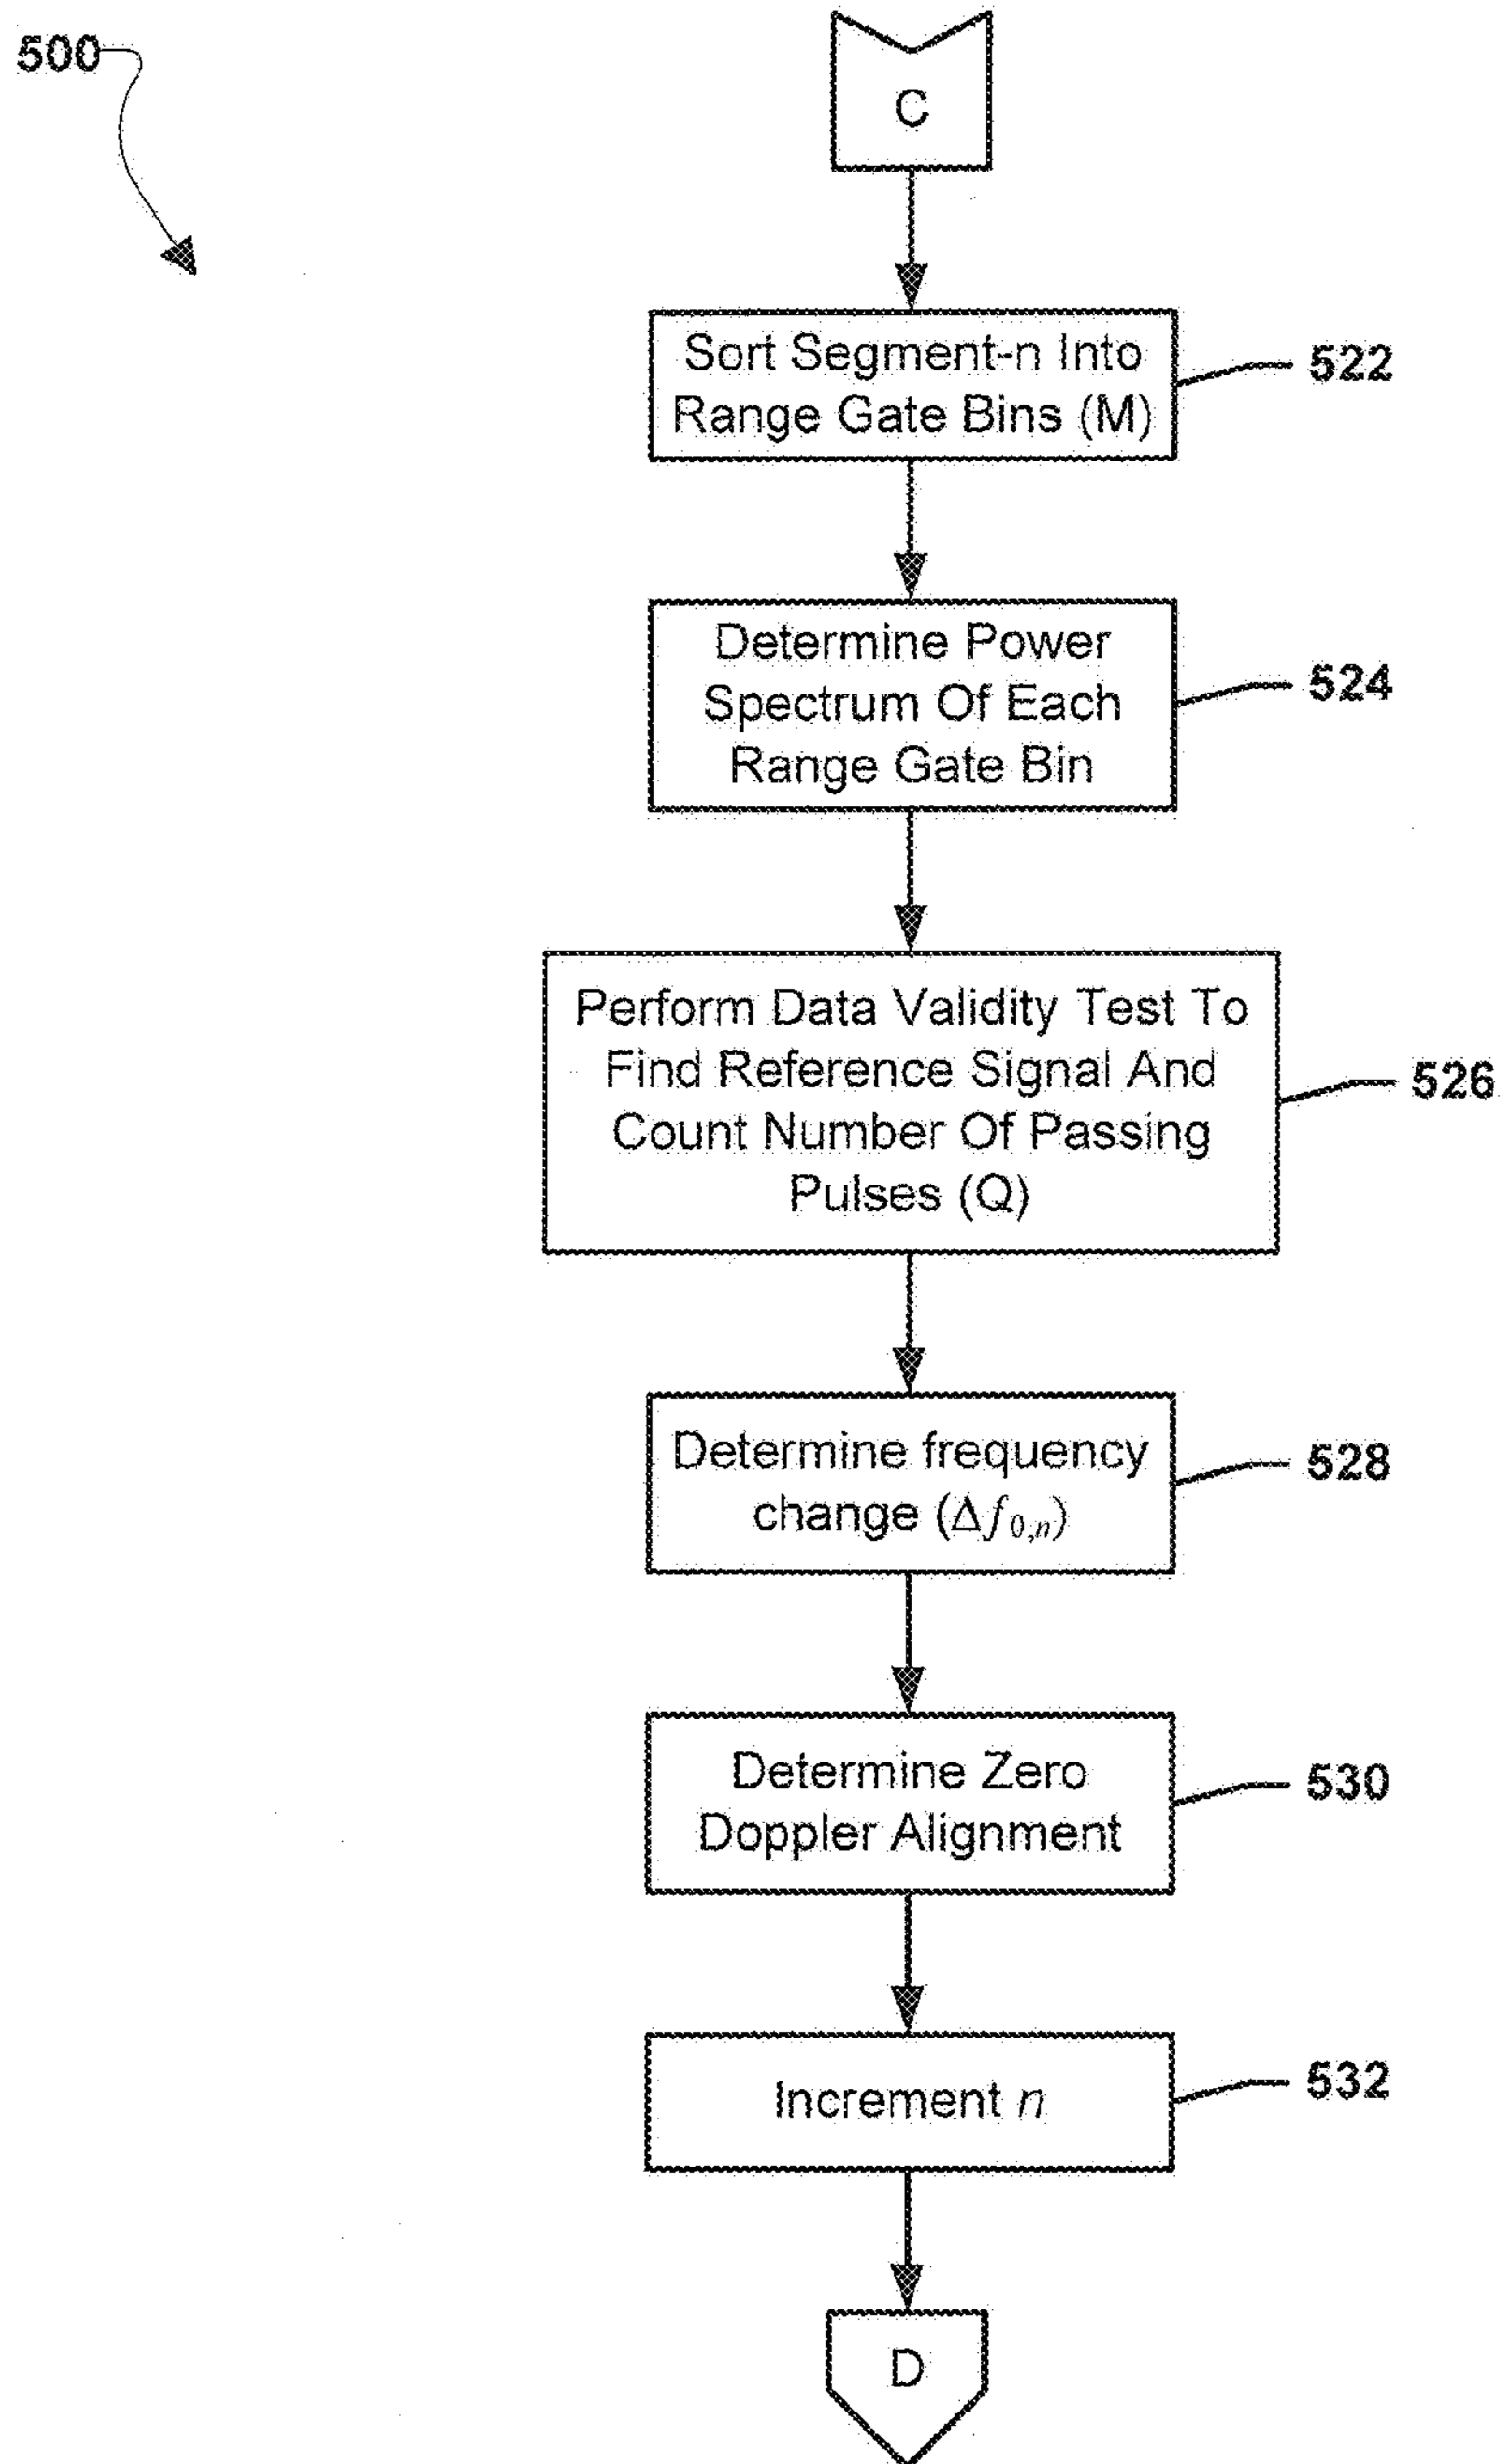 500
C
Sort Segment-n Into
Range Gate Bins (M)
522
Determine Power
Spectrum Of Each
Range Gate Bin
524
Perform Data Validity Test To
Find Reference Signal And
Count Number Of Passing
Pulses (Q)
526
Determine frequency
change (Δf0,n)
528
Determine Zero
Doppler Alignment
530
Increment n
532
D